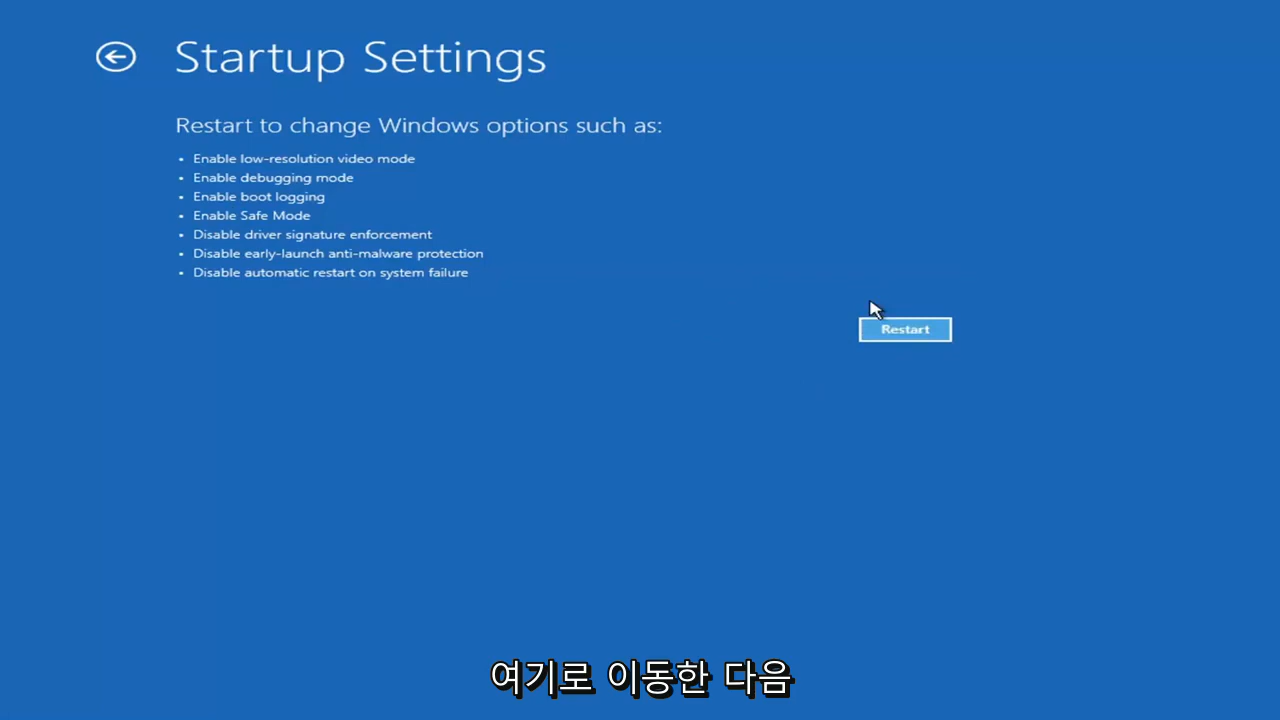 Startup Settings
Restart to change Windows options such as:
• Enable low-resolution video mode
• Enable debugging mode
• Enable boot logging
• Enable Safe Mode
• Disable driver signature enforcement
• Disable early-launch anti-malware protection
• Disable automatic restart on system failure
Restart
여기로 이동한 다음